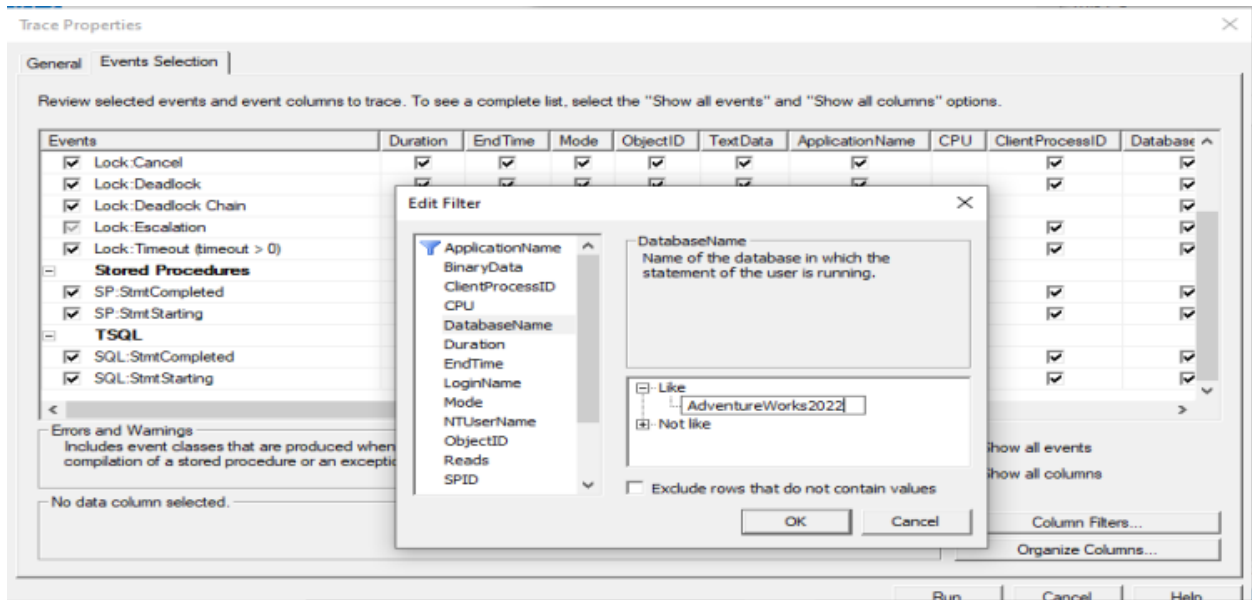 Trace Properties
General Events Selection
Review selected events and event columns to trace. To see a complete list, select the "Show all events" and "Show all columns" options.
Events Duration EndTime Mode ObjectID TextData ApplicationName CPU ClientProcessID Database
Lock:Cancel
Lock:Deadlock
Lock:Deadlock Chain
Lock:Escalation
Lock:Timeout (timeout > 0)
Stored Procedures
SP:StmtCompleted
SP:StmtStarting
TSQL
SQL:StmtCompleted
SQL:StmtStarting
Errors and Warnings
Includes event classes that are produced when
compilation of a stored procedure or an
No data column selected.
Edit Filter
ApplicationName
BinaryData
ClientProcessID
CPU
DatabaseName
Duration
EndTime
LoginName
Mode
NTUserName
ObjectID
Reads
SPID
DatabaseName
Name of the database in which the
statement of the user is running.
Like
AdventureWorks2022
Not like
Exclude rows that do not contain values
OK Cancel
Show all events
Show all columns
Column Filters...
Organize Columns...
Run Cancel Help